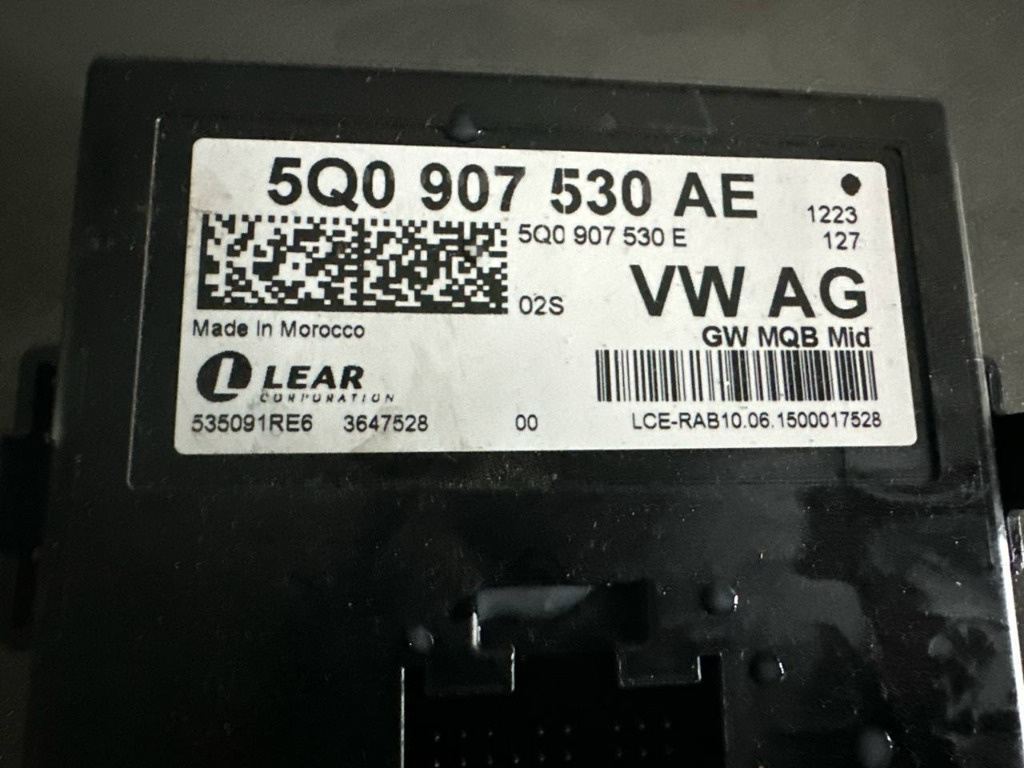 5Q0 907 530 AE
1223
5Q0 907 530 E
127
02S
VW AG
Made In Morocco
GW MQB Mid
LEAR
CORPORATION
535091RE6 3647528 00 LCE-RAB10.06.1500017528